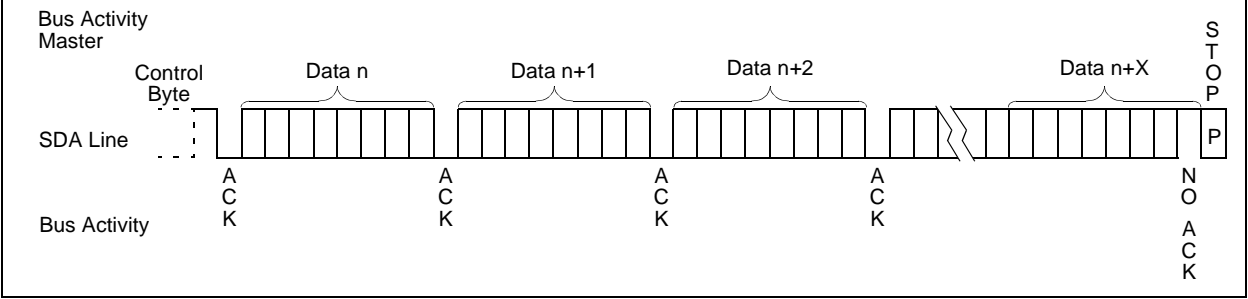 Bus Activity
Master
S
T
O
P
Control
Byte
Data n
Data n+1
Data n+2
Data n+X
SDA Line
P
A
C
K
A
C
K
A
C
K
A
C
K
N
O
A
C
K
Bus Activity